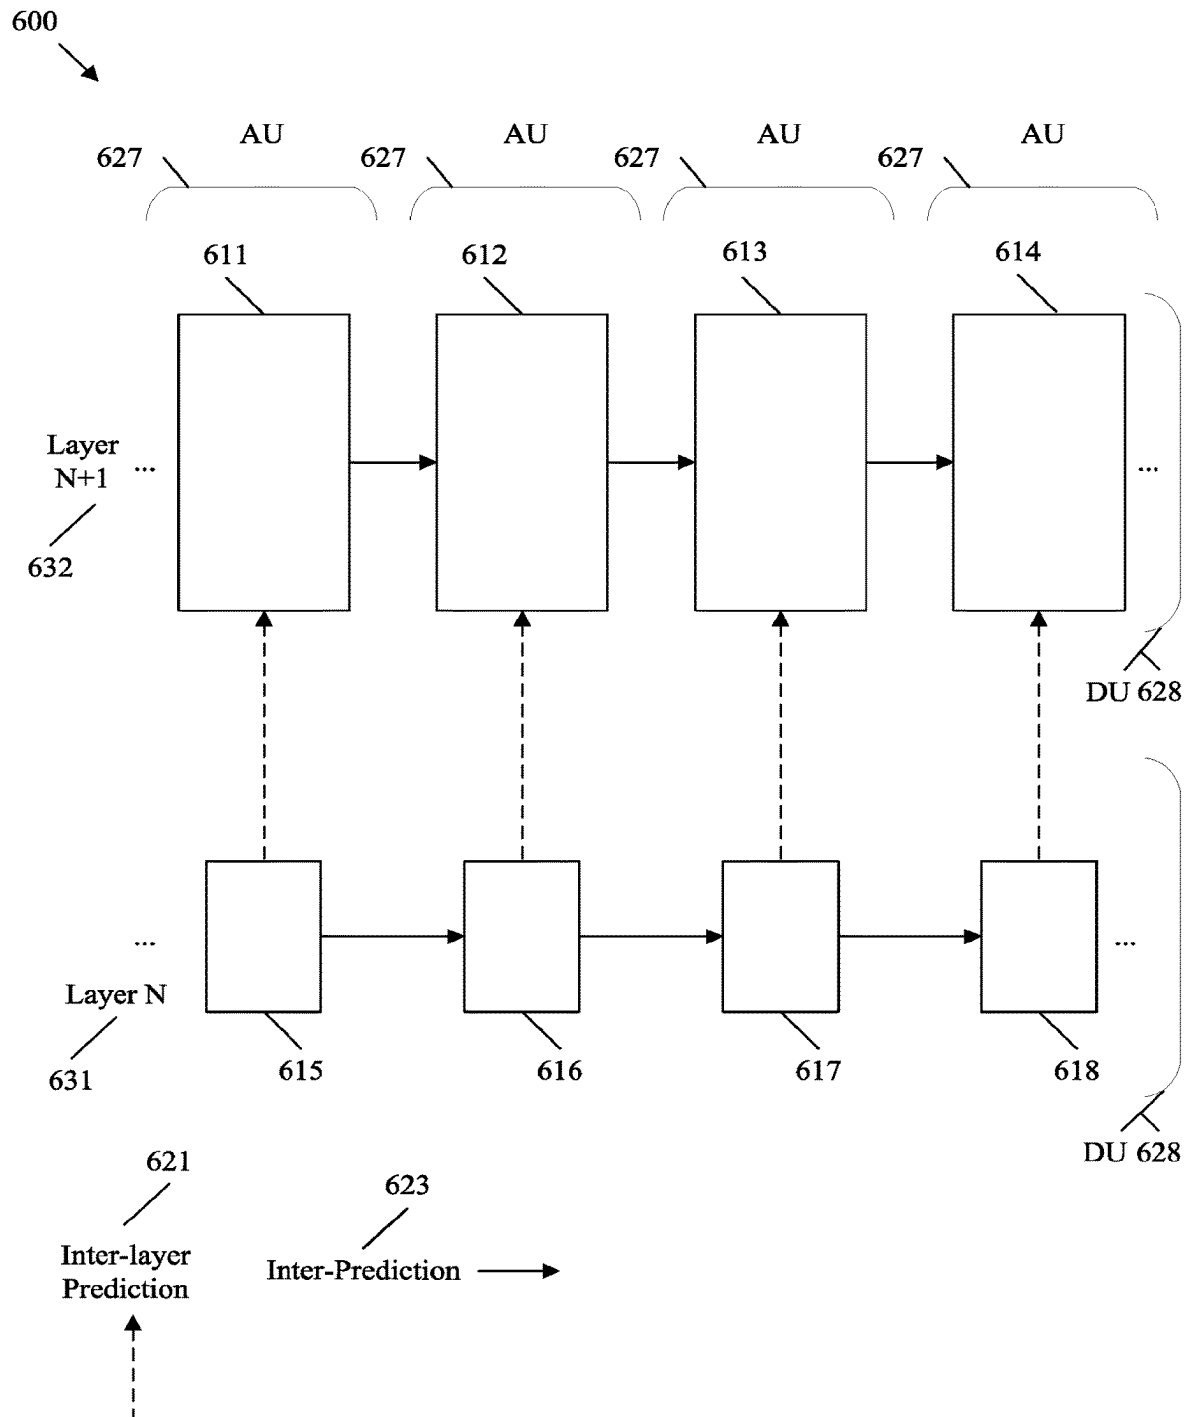 600
AU AU AU AU
627 627 627 627
611 612 613 614
Layer
N+1 ... ...
632
DU 628
... ...
Layer N
631 615 616 617 618
DU 628
621
623
Inter-layer
Prediction
Inter-Prediction